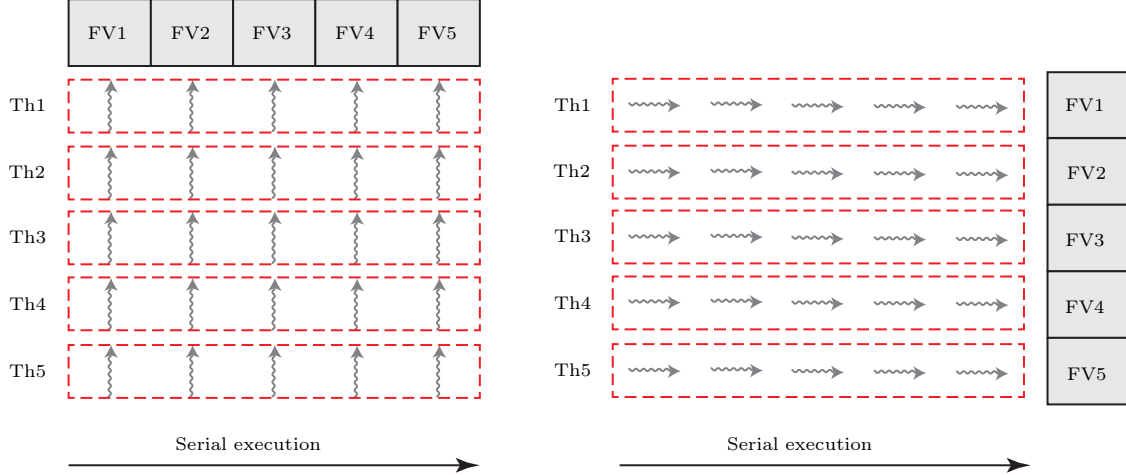 FV1 FV2 FV3 FV4 FV5
Th1
Th2
Th3
Th4
Th5
Serial execution
Th1 FV1
Th2 FV2
Th3 FV3
Th4 FV4
Th5 FV5
Serial execution